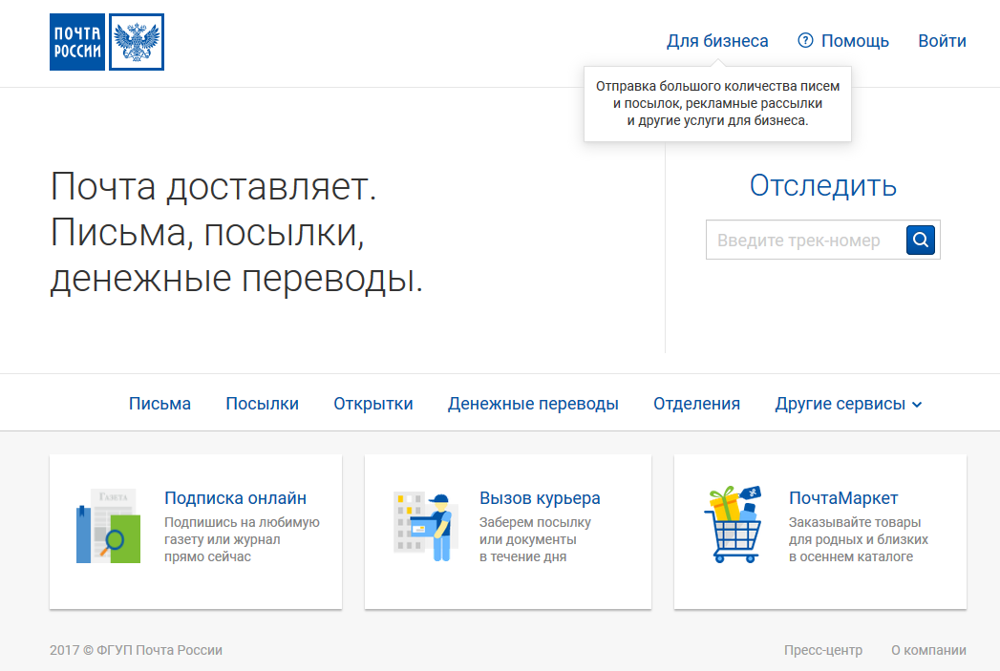 ПОЧТА
РОССИИ
Для бизнеса
? Помощь
Войти
Отправка большого количества писем
и посылок, рекламные рассылки
и другие услуги для бизнеса.
Почта доставляет.
Письма, посылки,
денежные переводы.
Отследить
Введите трек-номер
Письма
Посылки
Открытки
Денежные переводы
Отделения
Другие сервисы
ГАЗЕТА
Подписка онлайн
Подпишись на любимую
газету или журнал
прямо сейчас
Вызов курьера
Заберем посылку
или документы
в течение дня
ПочтаМаркет
Заказывайте товары
для родных и близких
в осеннем каталоге
2017 © ФГУП Почта России
Пресс-центр
О компании